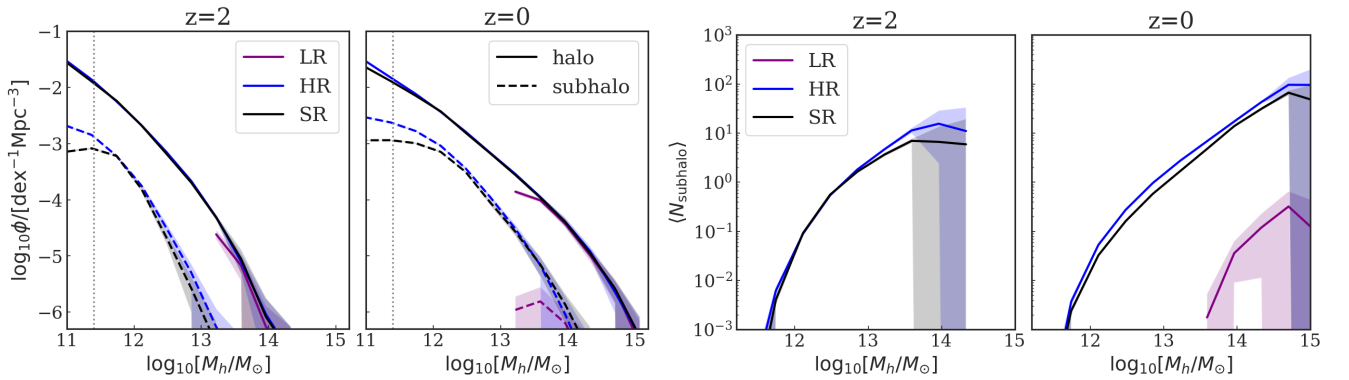 z=2
z=0
z=2
z=0
−1
−2
−3
−4
−5
−6
log₁₀ϕ/[dex⁻¹Mpc⁻³]
LR
HR
SR
halo
subhalo
11 12 13 14 15
11 12 13 14 15
log₁₀[Mₕ/M⊙]
log₁₀[Mₕ/M⊙]
10³
10²
10¹
10⁰
10⁻¹
10⁻²
10⁻³
⟨N_subhalo⟩
LR
HR
SR
12 13 14 15
12 13 14 15
log₁₀[Mₕ/M⊙]
log₁₀[Mₕ/M⊙]